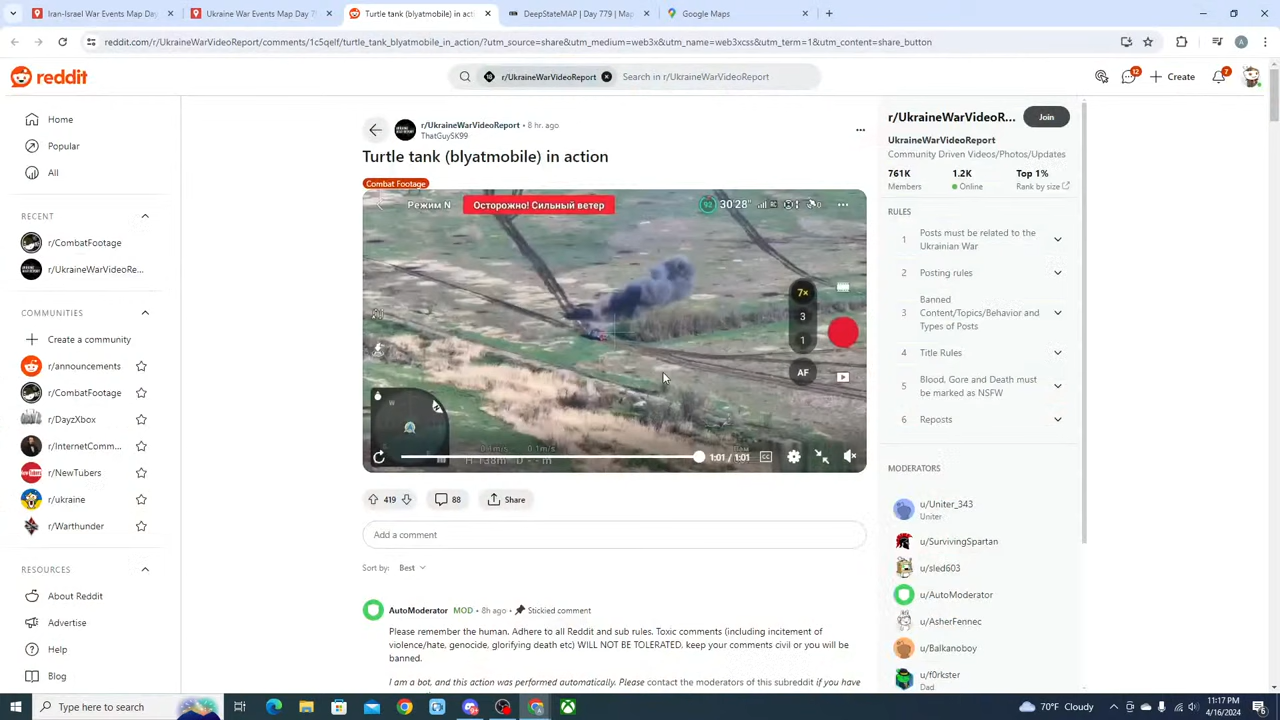 Iran-Israel War Events Map Day
Ukraine War Events Map Day 7
Turtle tank (blyatmobile) in act
DeepStateMAP | Day 779 | Map
Google Maps
reddit.com/r/UkraineWarVideoReport/comments/1c5qelf/turtle_tank_blyatmobile_in_action/?utm_source=share&utm_medium=web3x&utm_name=web3xcss&utm_term=1&utm_content=share_button
A
reddit
r/UkraineWarVideoReport
Search in r/UkraineWarVideoReport
12
Create
7
Home
Popular
All
RECENT
r/CombatFootage
r/UkraineWarVideoRe...
COMMUNITIES
Create a community
r/announcements
r/CombatFootage
r/DayzXbox
r/InternetComm...
r/NewTubers
r/ukraine
r/Warthunder
RESOURCES
About Reddit
Advertise
Help
Blog
r/UkraineWarVideoReport • 8 hr. ago
ThatGuySK99
Turtle tank (blyatmobile) in action
Combat Footage
Режим N
Осторожно! Сильный ветер
92
30'28"
RC
0
7×
3
1
AF
W
N
0.1m/s
H 138m D - - m
1:01 / 1:01
CC
419
88
Share
Add a comment
Sort by: Best
AutoModerator MOD • 8h ago • Stickied comment
Please remember the human. Adhere to all Reddit and sub rules. Toxic comments (including incitement of
violence/hate, genocide, glorifying death etc) WILL NOT BE TOLERATED, keep your comments civil or you will be
banned.
I am a bot, and this action was performed automatically. Please contact the moderators of this subreddit if you have
r/UkraineWarVideoR...
Join
UkraineWarVideoReport
Community Driven Videos/Photos/Updates
761K 1.2K Top 1%
Members Online Rank by size
RULES
1 Posts must be related to the
Ukrainian War
2 Posting rules
3 Banned
Content/Topics/Behavior and
Types of Posts
4 Title Rules
5 Blood, Gore and Death must
be marked as NSFW
6 Reposts
MODERATORS
u/Uniter_343
Uniter
u/SurvivingSpartan
u/sled603
u/AutoModerator
u/AsherFennec
u/Balkanoboy
u/f0rkster
Dad
Type here to search
70°F Cloudy
11:17 PM
4/16/2024